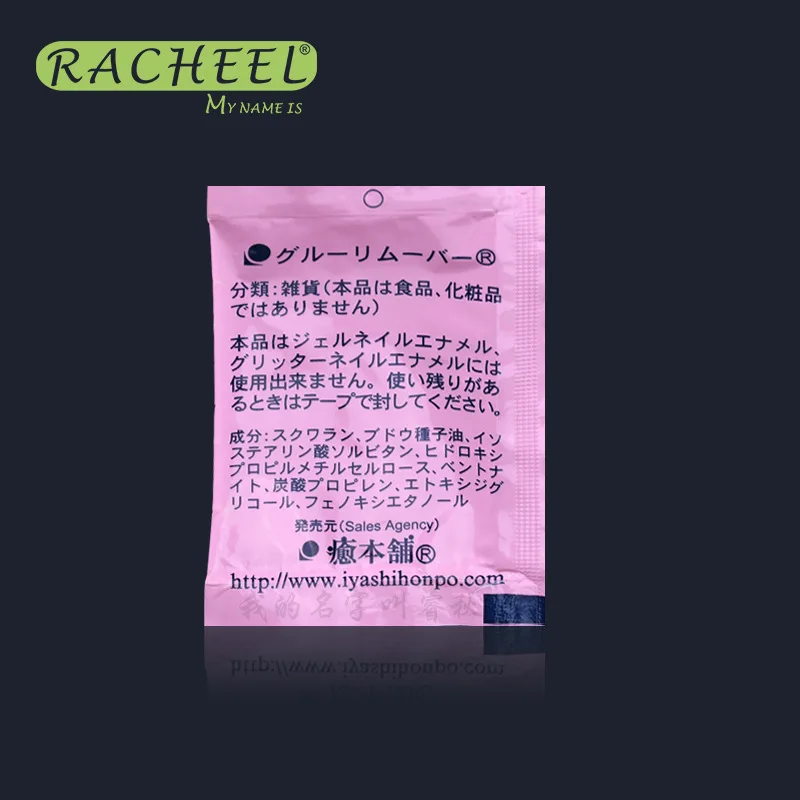 RACHEEL®
MY NAME IS
グルーリムーバー®
分類:雑貨(本品は食品、化粧品
ではありません)
本品はジェルネイルエナメル、
グリッターネイルエナメルには
使用出来ません。使い残りがあ
るときはテープで封してください。
成分:スクワラン、ブドウ種子油、イソ
ステアリン酸ソルビタン、ヒドロキシ
プロピルメチルセルロース、ベントナ
イト、炭酸プロピレン、エトキシジグ
リコール、フェノキシエタノール
発売元(Sales Agency)
癒本舗®
http://www.iyashihonpo.com
我的名字叫睿秋